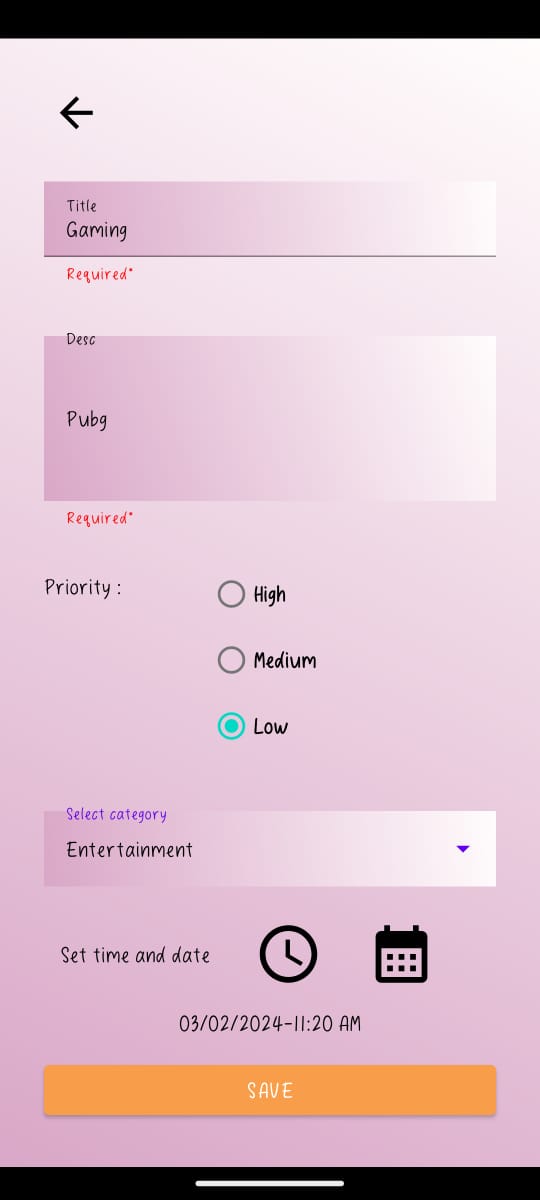 Title
Gaming
Required*
Desc
Pubg
Required*
Priority :
High
Medium
Low
Select category
Entertainment
Set time and date
03/02/2024-11:20 AM
SAVE